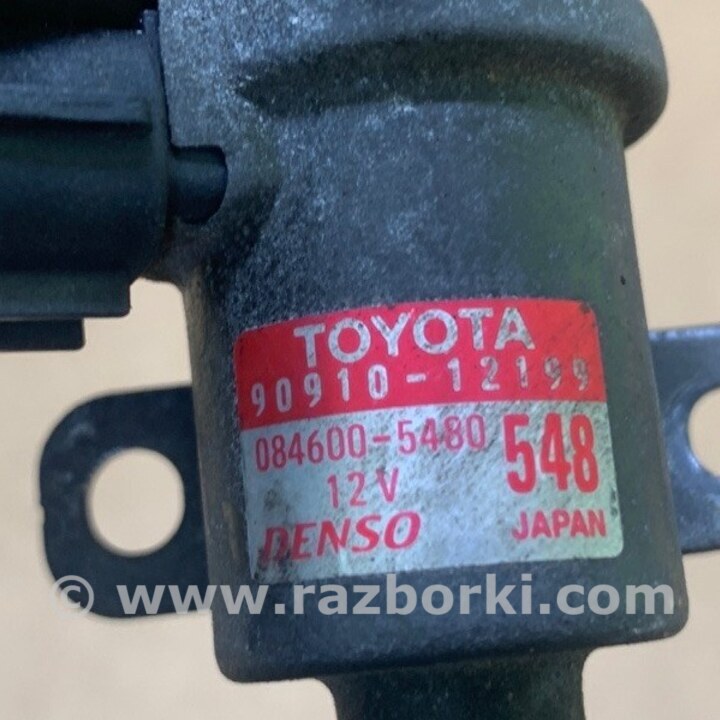 TOYOTA
90910-12199
084600-5480
548
12V
DENSO
JAPAN
© www.razborki.com